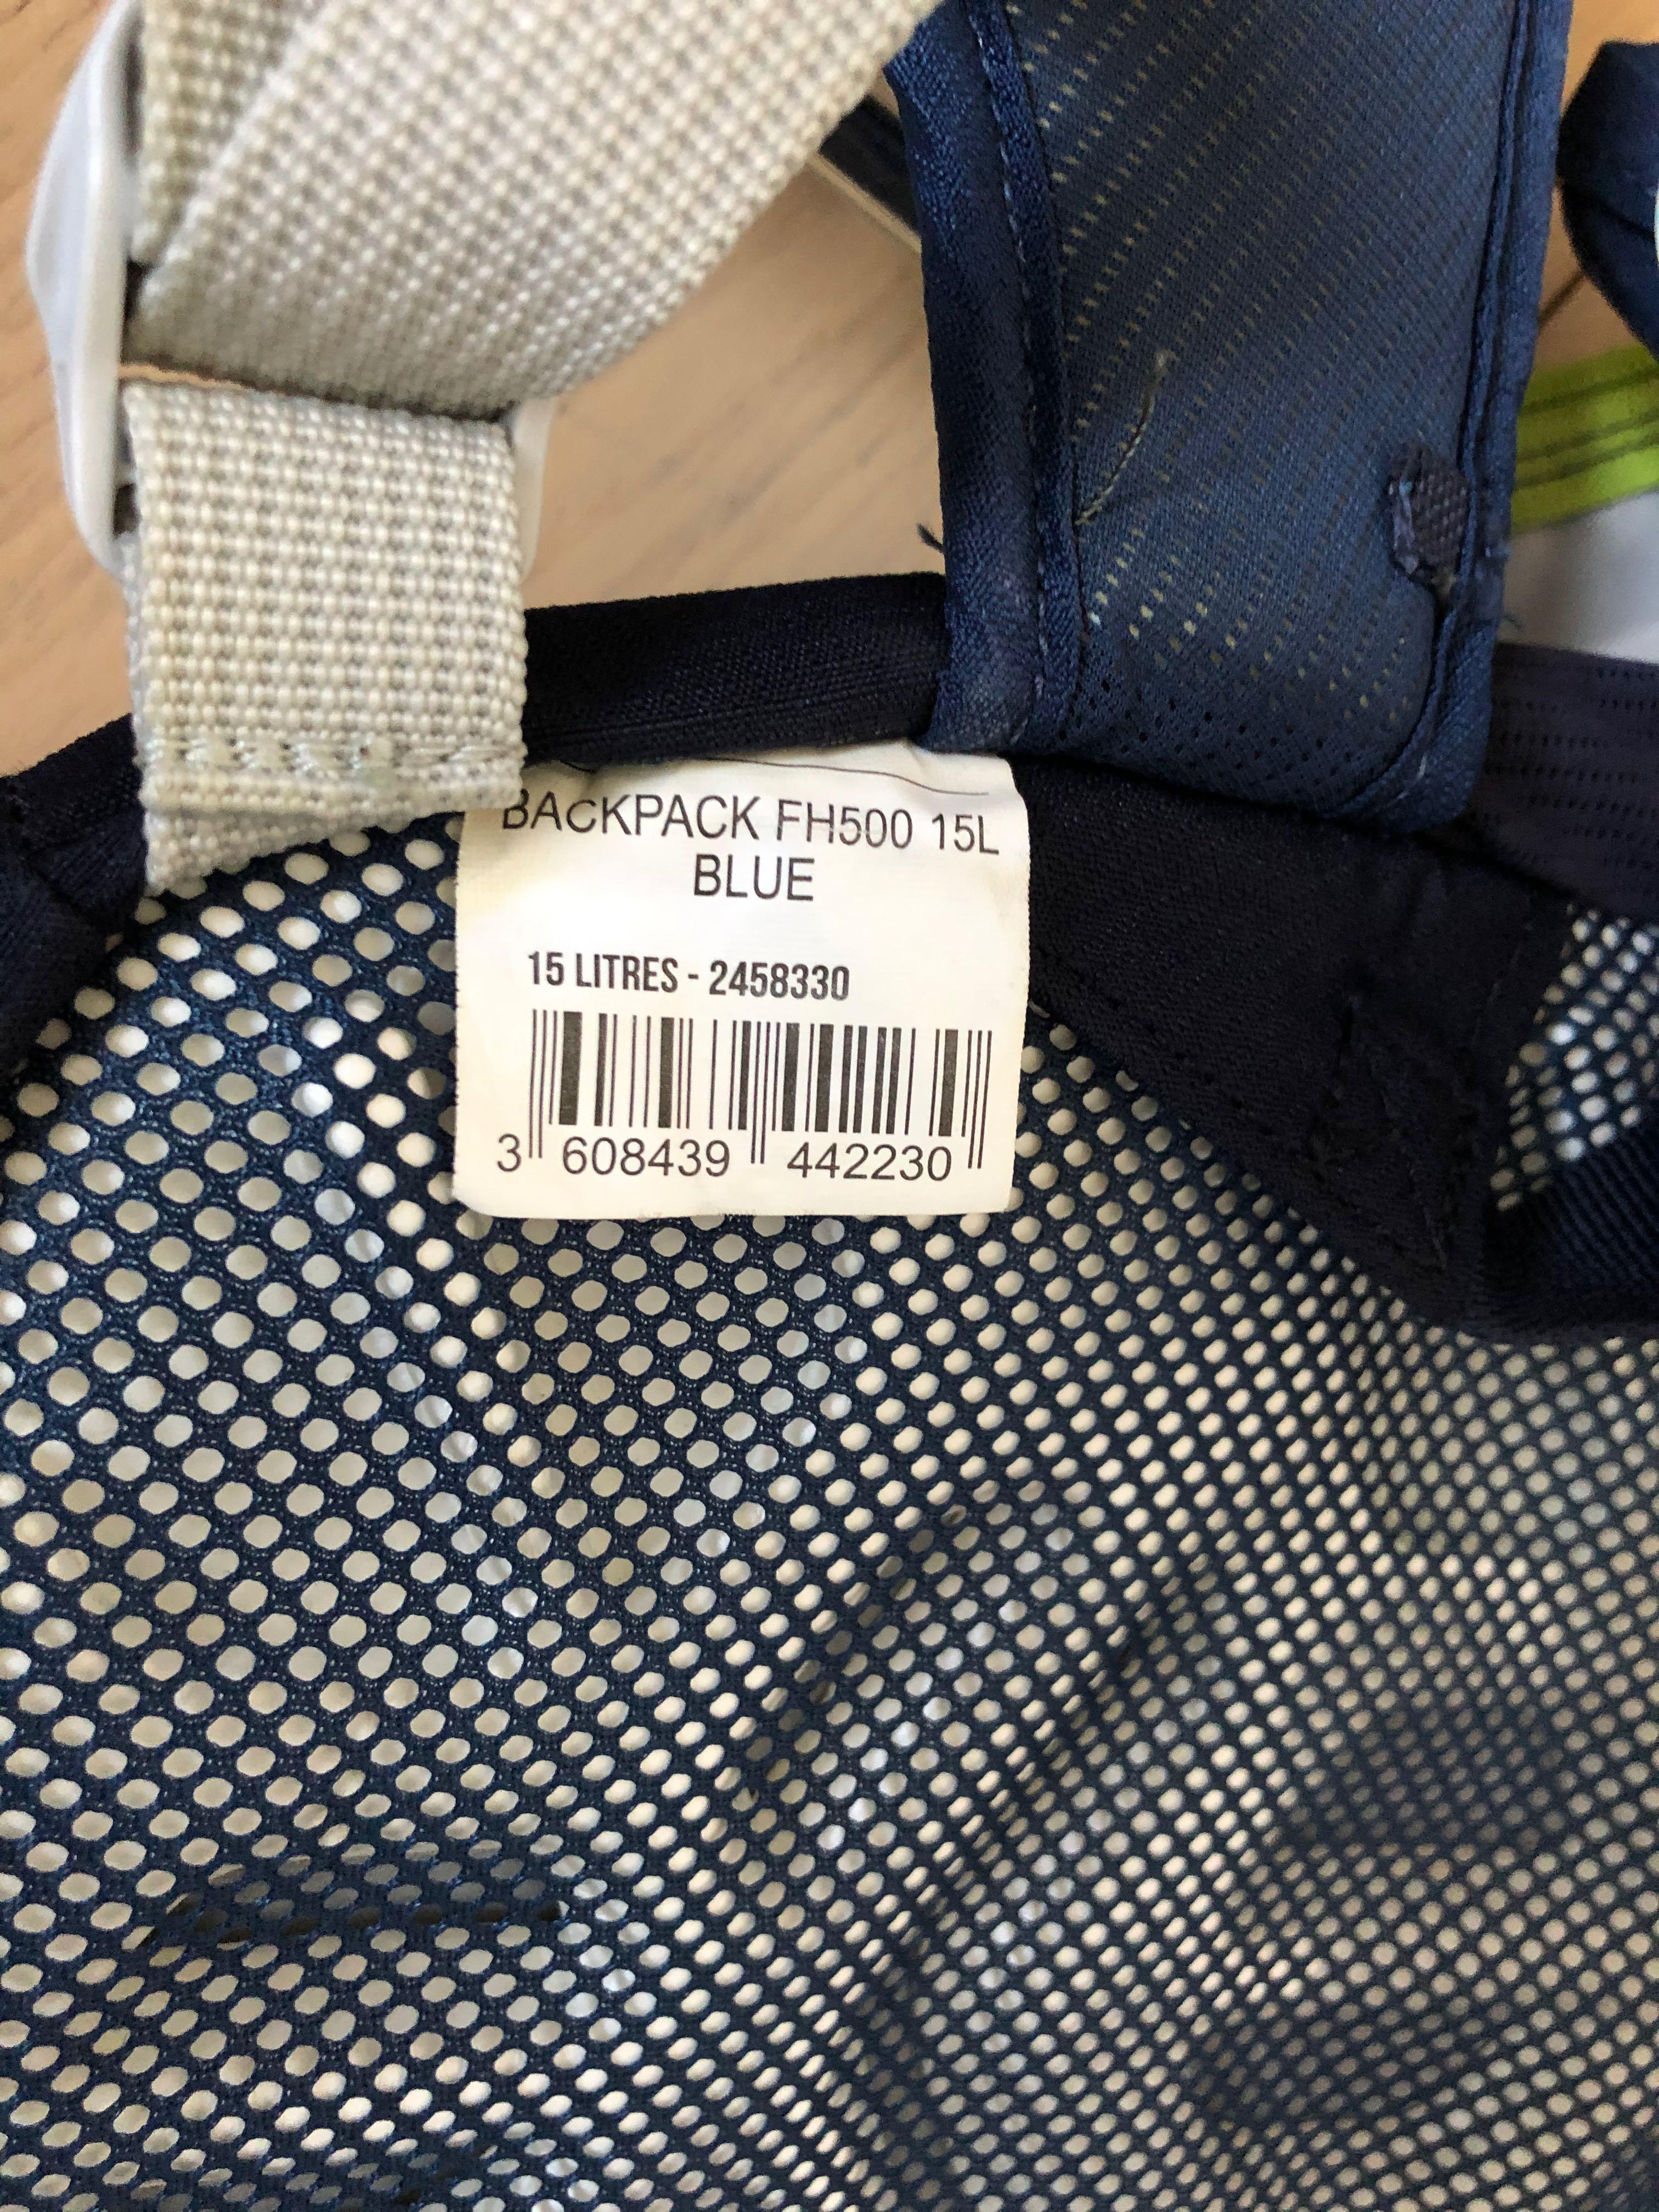 BACKPACK FH500 15L
BLUE
15 LITRES - 2458330
3 608439 442230